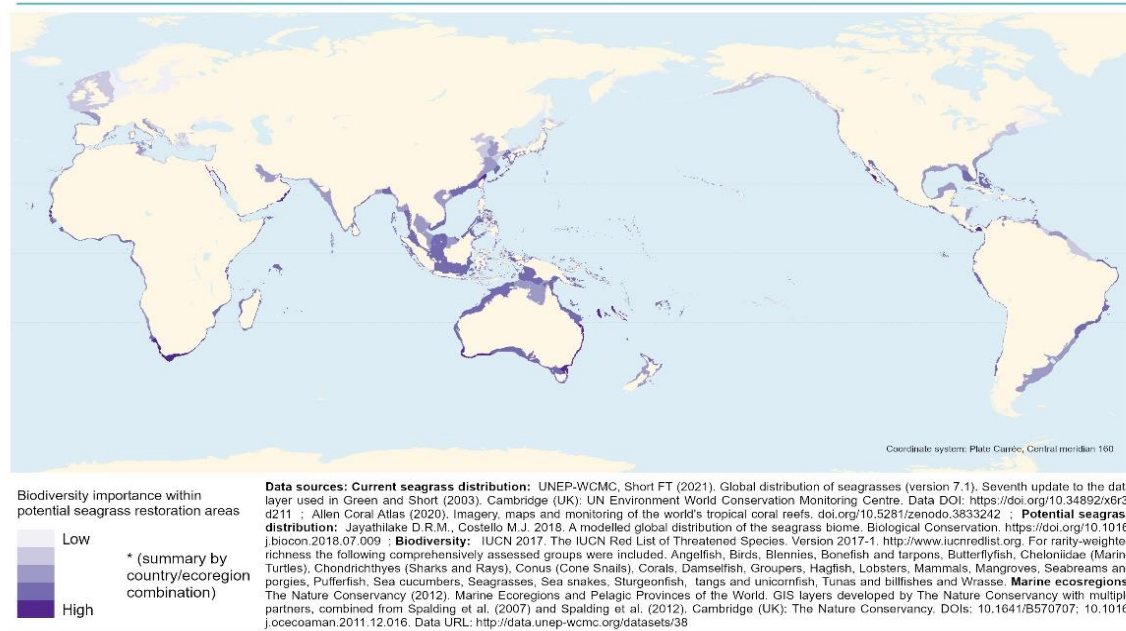 Coordinate system: Plate Carrée, Central meridian 160
Biodiversity importance within
potential seagrass restoration areas
Low
* (summary by
country/ecoregion
combination)
High
Data sources: Current seagrass distribution: UNEP-WCMC, Short FT (2021). Global distribution of seagrasses (version 7.1). Seventh update to the data
layer used in Green and Short (2003). Cambridge (UK): UN Environment World Conservation Monitoring Centre. Data DOI: https://doi.org/10.34892/x6r3-
d211 ; Allen Coral Atlas (2020). Imagery, maps and monitoring of the world's tropical coral reefs. doi.org/10.5281/zenodo.3833242 ; Potential seagrass
distribution: Jayathilake D.R.M., Costello M.J. 2018. A modelled global distribution of the seagrass biome. Biological Conservation. https://doi.org/10.1016/
j.biocon.2018.07.009 ; Biodiversity: IUCN 2017. The IUCN Red List of Threatened Species. Version 2017-1. http://www.iucnredlist.org. For rarity-weighted
richness the following comprehensively assessed groups were included. Angelfish, Birds, Blennies, Bonefish and tarpons, Butterflyfish, Cheloniidae (Marine
Turtles), Chondrichthyes (Sharks and Rays), Conus (Cone Snails), Corals, Damselfish, Groupers, Hagfish, Lobsters, Mammals, Mangroves, Seabreams and
porgies, Pufferfish, Sea cucumbers, Seagrasses, Sea snakes, Sturgeonfish, tangs and unicornfish, Tunas and billfishes and Wrasse. Marine ecosregions:
The Nature Conservancy (2012). Marine Ecoregions and Pelagic Provinces of the World. GIS layers developed by The Nature Conservancy with multiple
partners, combined from Spalding et al. (2007) and Spalding et al. (2012). Cambridge (UK): The Nature Conservancy. DOIs: 10.1641/B570707; 10.1016/
j.ocecoaman.2011.12.016. Data URL: http://data.unep-wcmc.org/datasets/38